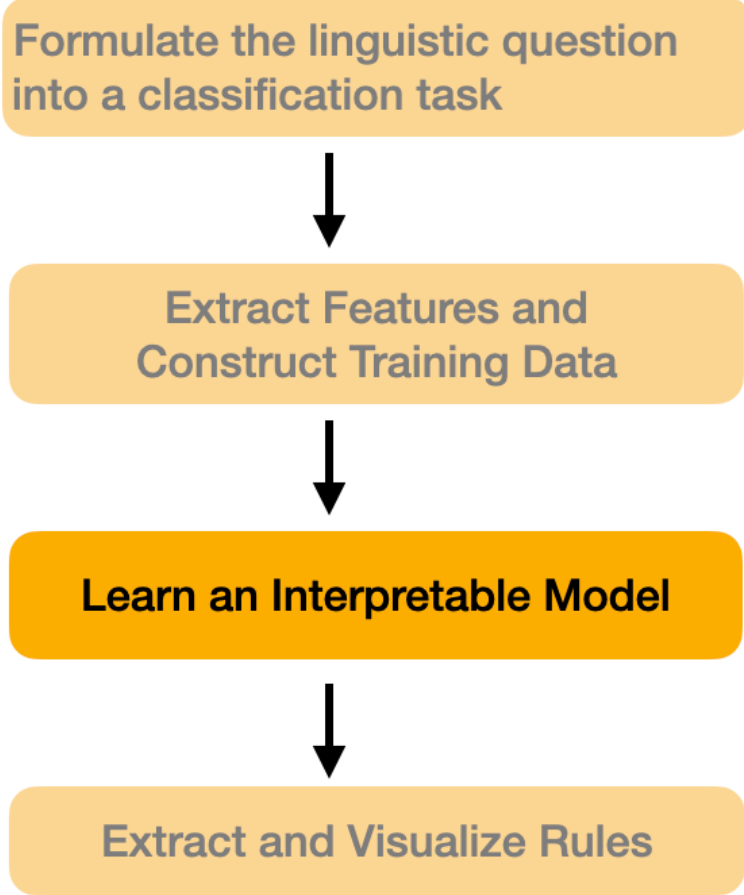 Formulate the linguistic question
into a classification task
Extract Features and
Construct Training Data
Learn an Interpretable Model
Extract and Visualize Rules